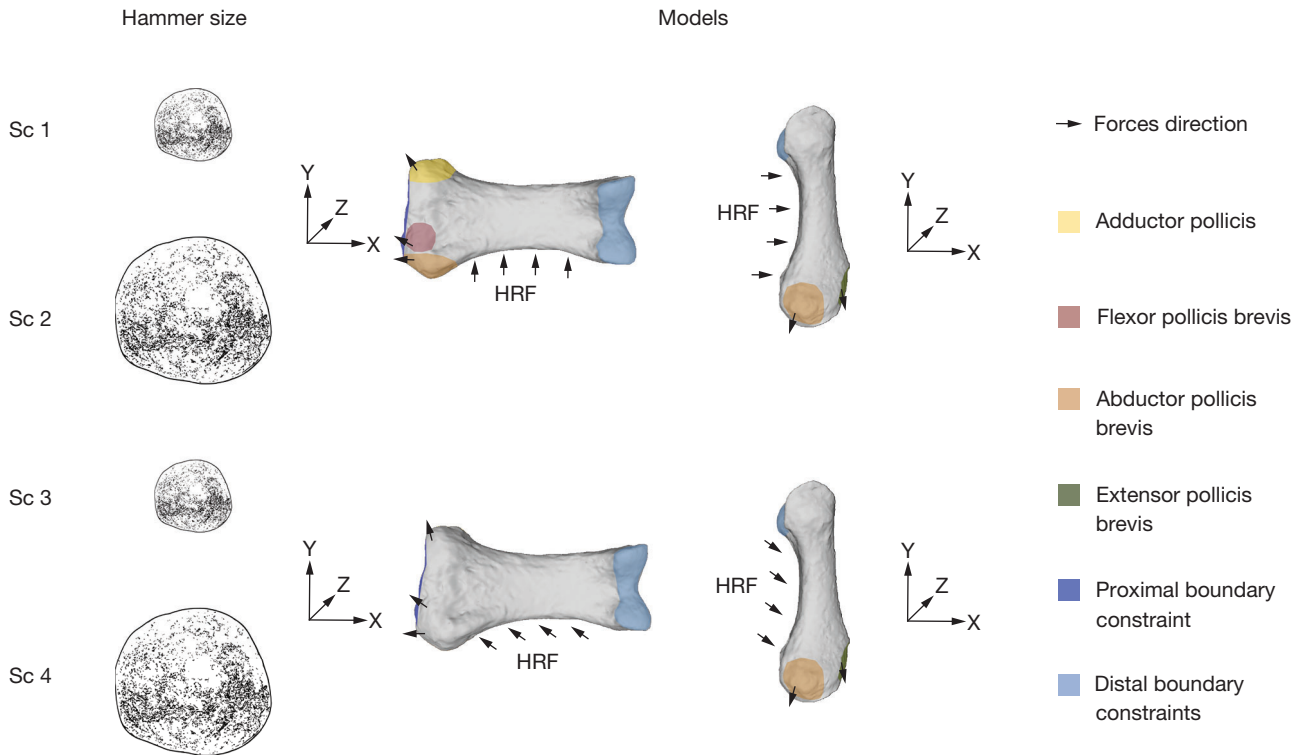 Hammer size
Models
Sc 1
Sc 2
Sc 3
Sc 4
Y
Z
X
HRF
HRF
Y
Z
X
Y
Z
X
HRF
HRF
Y
Z
X
Forces direction
Adductor pollicis
Flexor pollicis brevis
Abductor pollicis
brevis
Extensor pollicis
brevis
Proximal boundary
constraint
Distal boundary
constraints